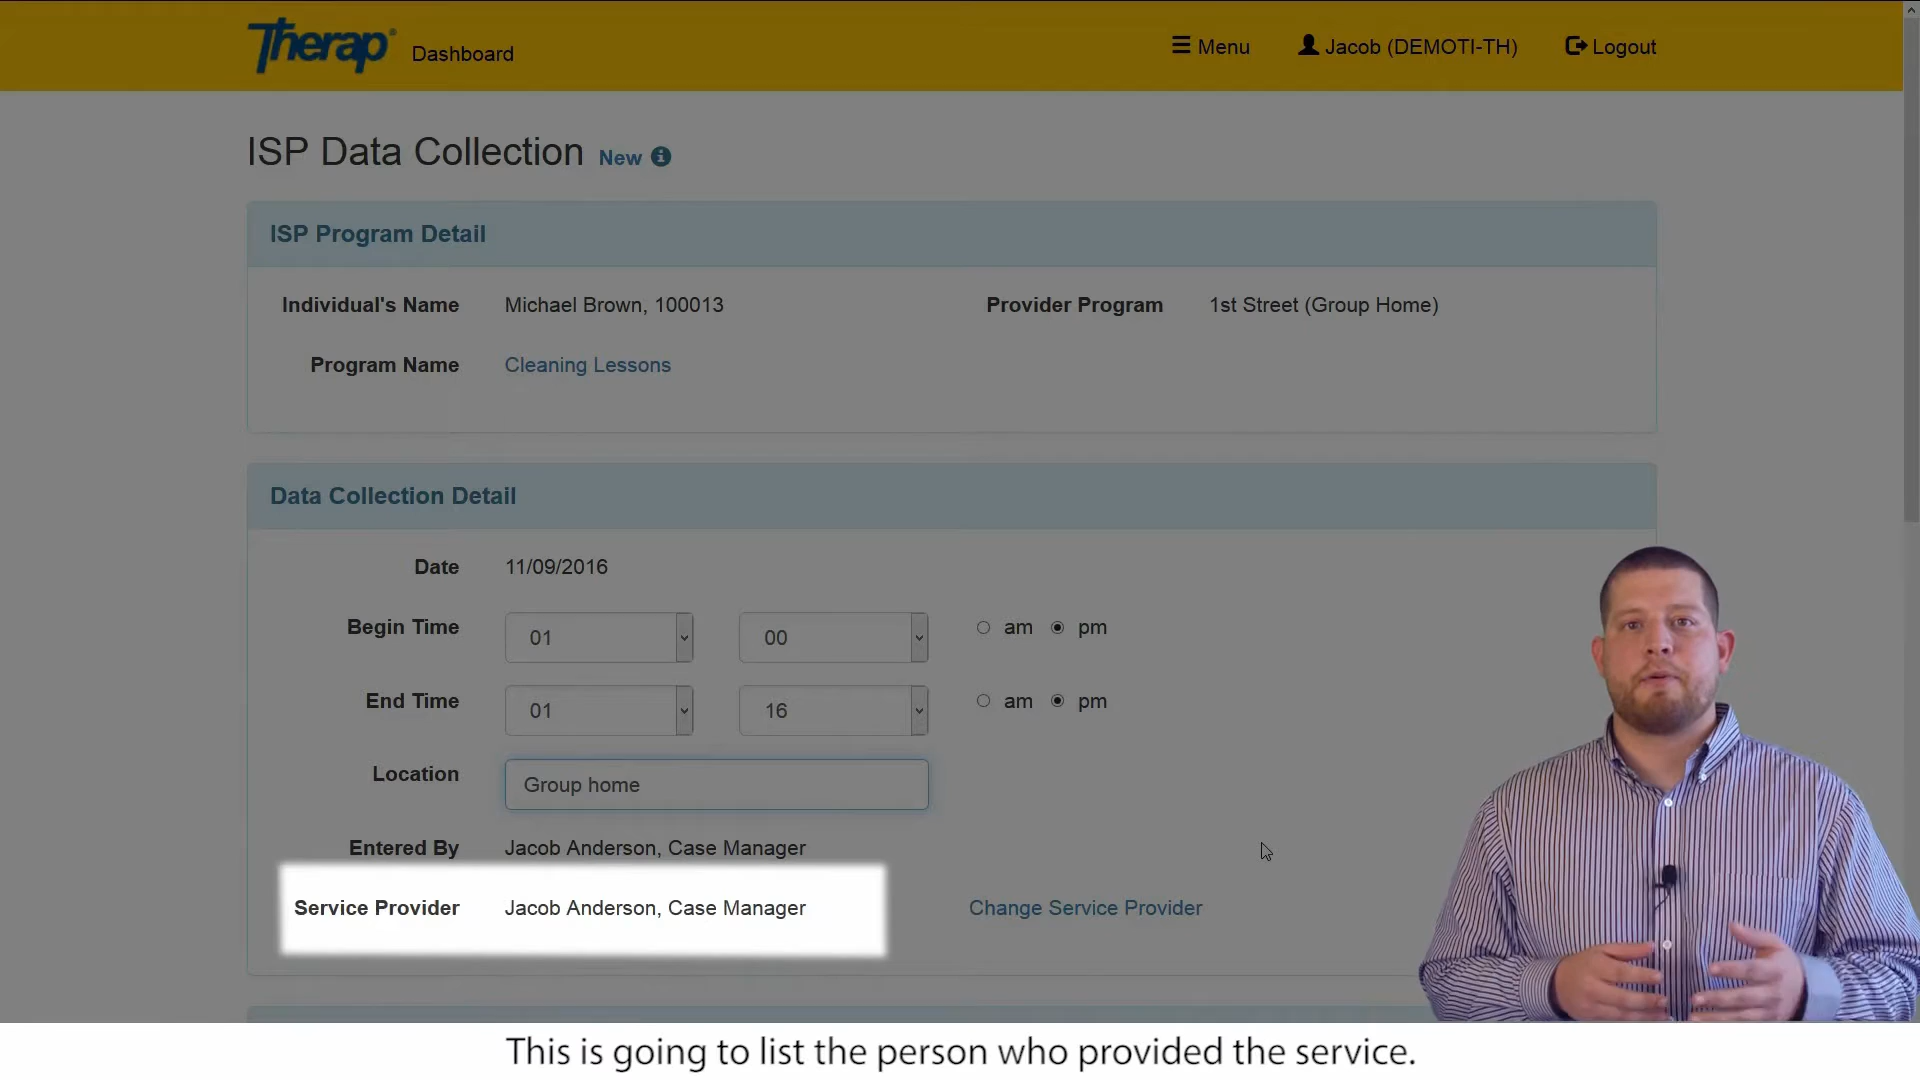 Therap® Dashboard Menu Jacob (DEMOTI-TH) Logout
ISP Data Collection New
ISP Program Detail
Individual's Name Michael Brown, 100013 Provider Program 1st Street (Group Home)
Program Name Cleaning Lessons
Data Collection Detail
Date 11/09/2016
Begin Time 01 00 am pm
End Time 01 16 am pm
Location Group home
Entered By Jacob Anderson, Case Manager
Service Provider Jacob Anderson, Case Manager Change Service Provider
This is going to list the person who provided the service.